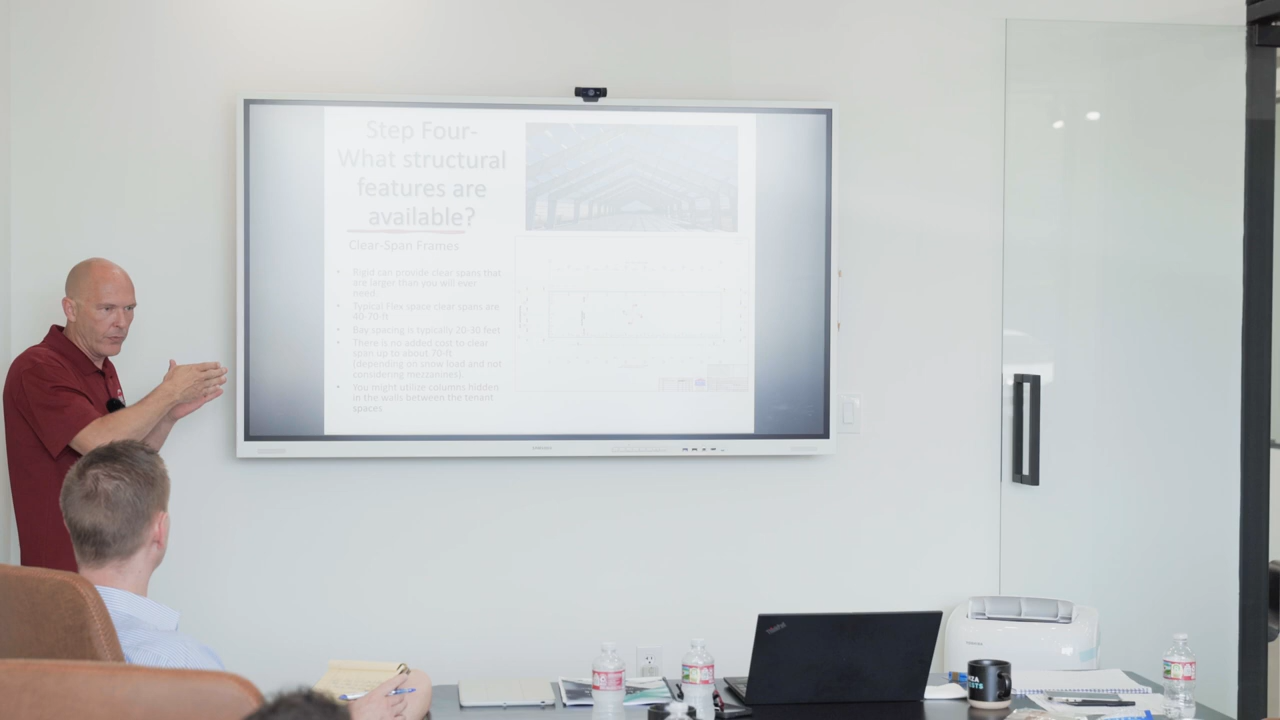 Step Four-
What structural
features are
available?
Clear-Span Frames
• Rigid can provide clear spans that
are larger than you will ever
need.
• Typical Flex space clear spans are
40-70-ft
• Bay spacing is typically 20-30 feet
• There is no added cost to clear
span up to about 70-ft
(depending on snow load and not
considering mezzanines).
• You might utilize columns hidden
in the walls between the tenant
spaces.
ThinkPad